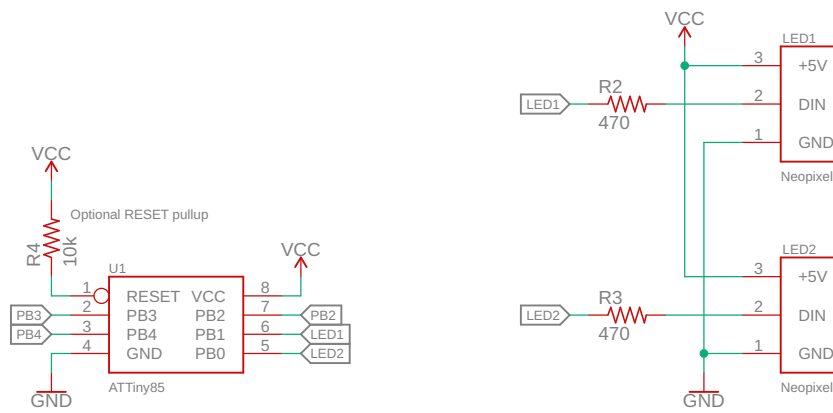 VCC
LED1
3
+5V
R2
LED1
2
DIN
470
1
GND
Neopixel
VCC
Optional RESET pullup
R4
10k
U1
VCC
1
RESET
VCC
8
PB3
2
PB3
PB2
7
PB2
PB4
3
PB4
PB1
6
LED1
4
GND
PB0
5
LED2
ATTiny85
GND
LED2
3
+5V
R3
LED2
2
DIN
470
1
GND
Neopixel
GND